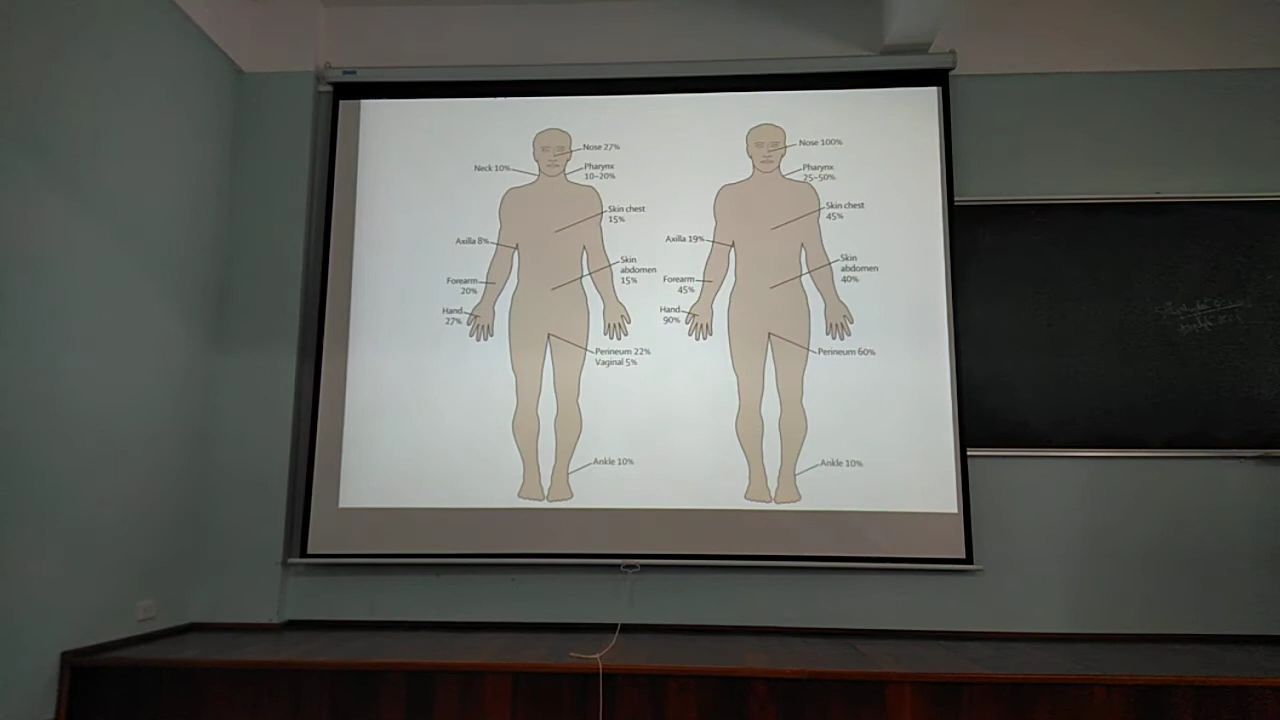 Nose 27%
Neck 10%
Pharynx
10–20%
Skin chest
15%
Axilla 8%
Skin
abdomen
15%
Forearm
20%
Hand
27%
Perineum 22%
Vaginal 5%
Ankle 10%
Nose 100%
Pharynx
25–50%
Skin chest
45%
Axilla 19%
Skin
abdomen
40%
Forearm
45%
Hand
90%
Perineum 60%
Ankle 10%